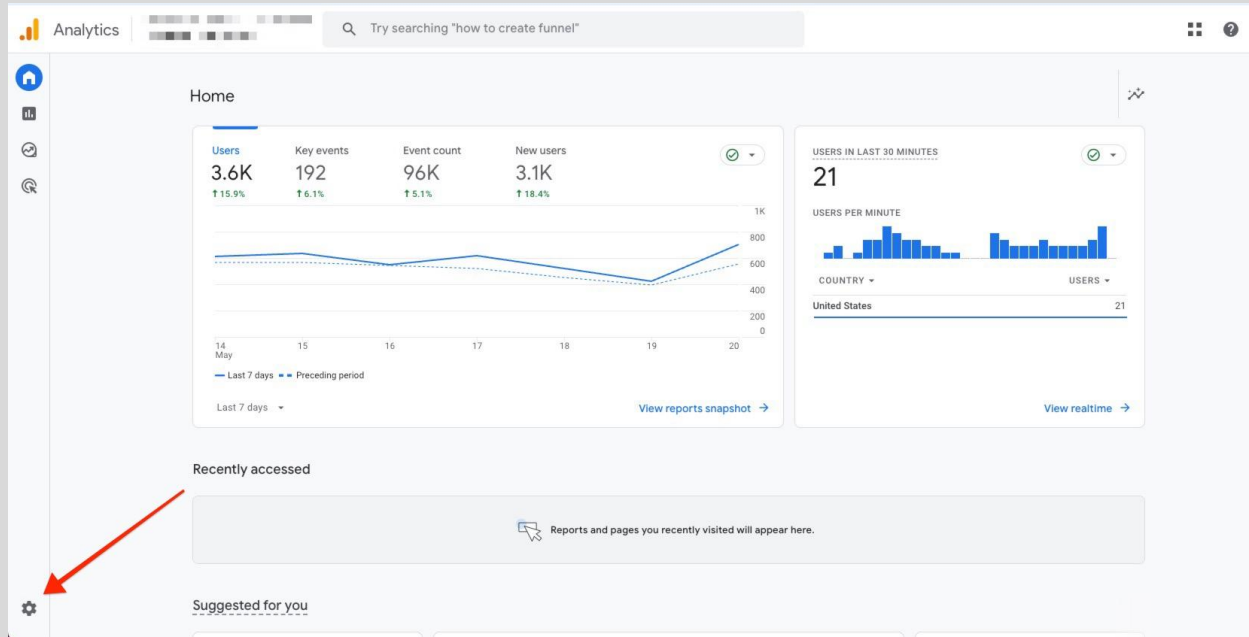 Analytics
Try searching "how to create funnel"
Home
Users Key events Event count New users
3.6K 192 96K 3.1K
↑ 15.9% ↑ 6.1% ↑ 5.1% ↑ 18.4%
1K
800
600
400
200
0
14 15 16 17 18 19 20
May
Last 7 days Preceding period
Last 7 days
View reports snapshot →
USERS IN LAST 30 MINUTES
21
USERS PER MINUTE
COUNTRY USERS
United States 21
View realtime →
Recently accessed
Reports and pages you recently visited will appear here.
Suggested for you